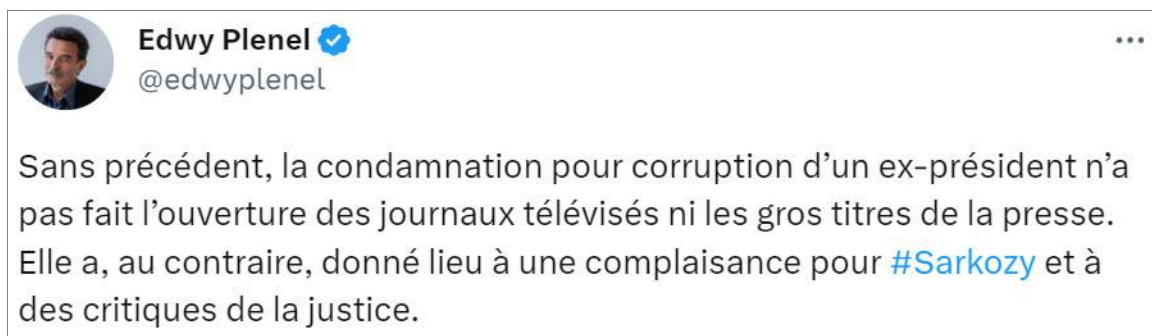 Edwy Plenel
@edwyplenel
Sans précédent, la condamnation pour corruption d’un ex-président n’a
pas fait l’ouverture des journaux télévisés ni les gros titres de la presse.
Elle a, au contraire, donné lieu à une complaisance pour #Sarkozy et à
des critiques de la justice.